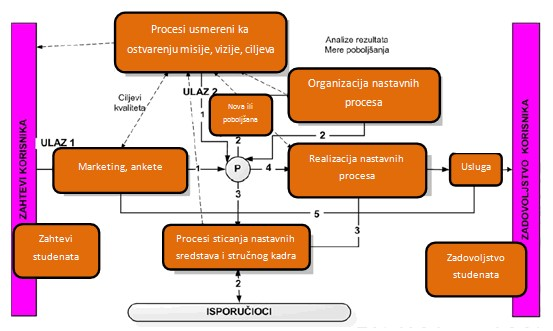 Procesi usmereni ka
ostvarenju misije, vizije, ciljeva
Analize rezultata
Mere poboljšanja
Organizacija nastavnih
procesa
Ciljevi
kvaliteta
ULAZ 2
1
Nova ili
poboljšana
2
2
ULAZ 1
Marketing, ankete
1
P
4
Realizacija nastavnih
procesa
Usluga
3
5
ZAHTEVI KORISNIKA
ZADOVOLJSTVO KORISNIKA
Zahtevi
studenata
Procesi sticanja nastavnih
sredstava i stručnog kadra
3
Zadovoljstvo
studenata
2
ISPORUČIOCI